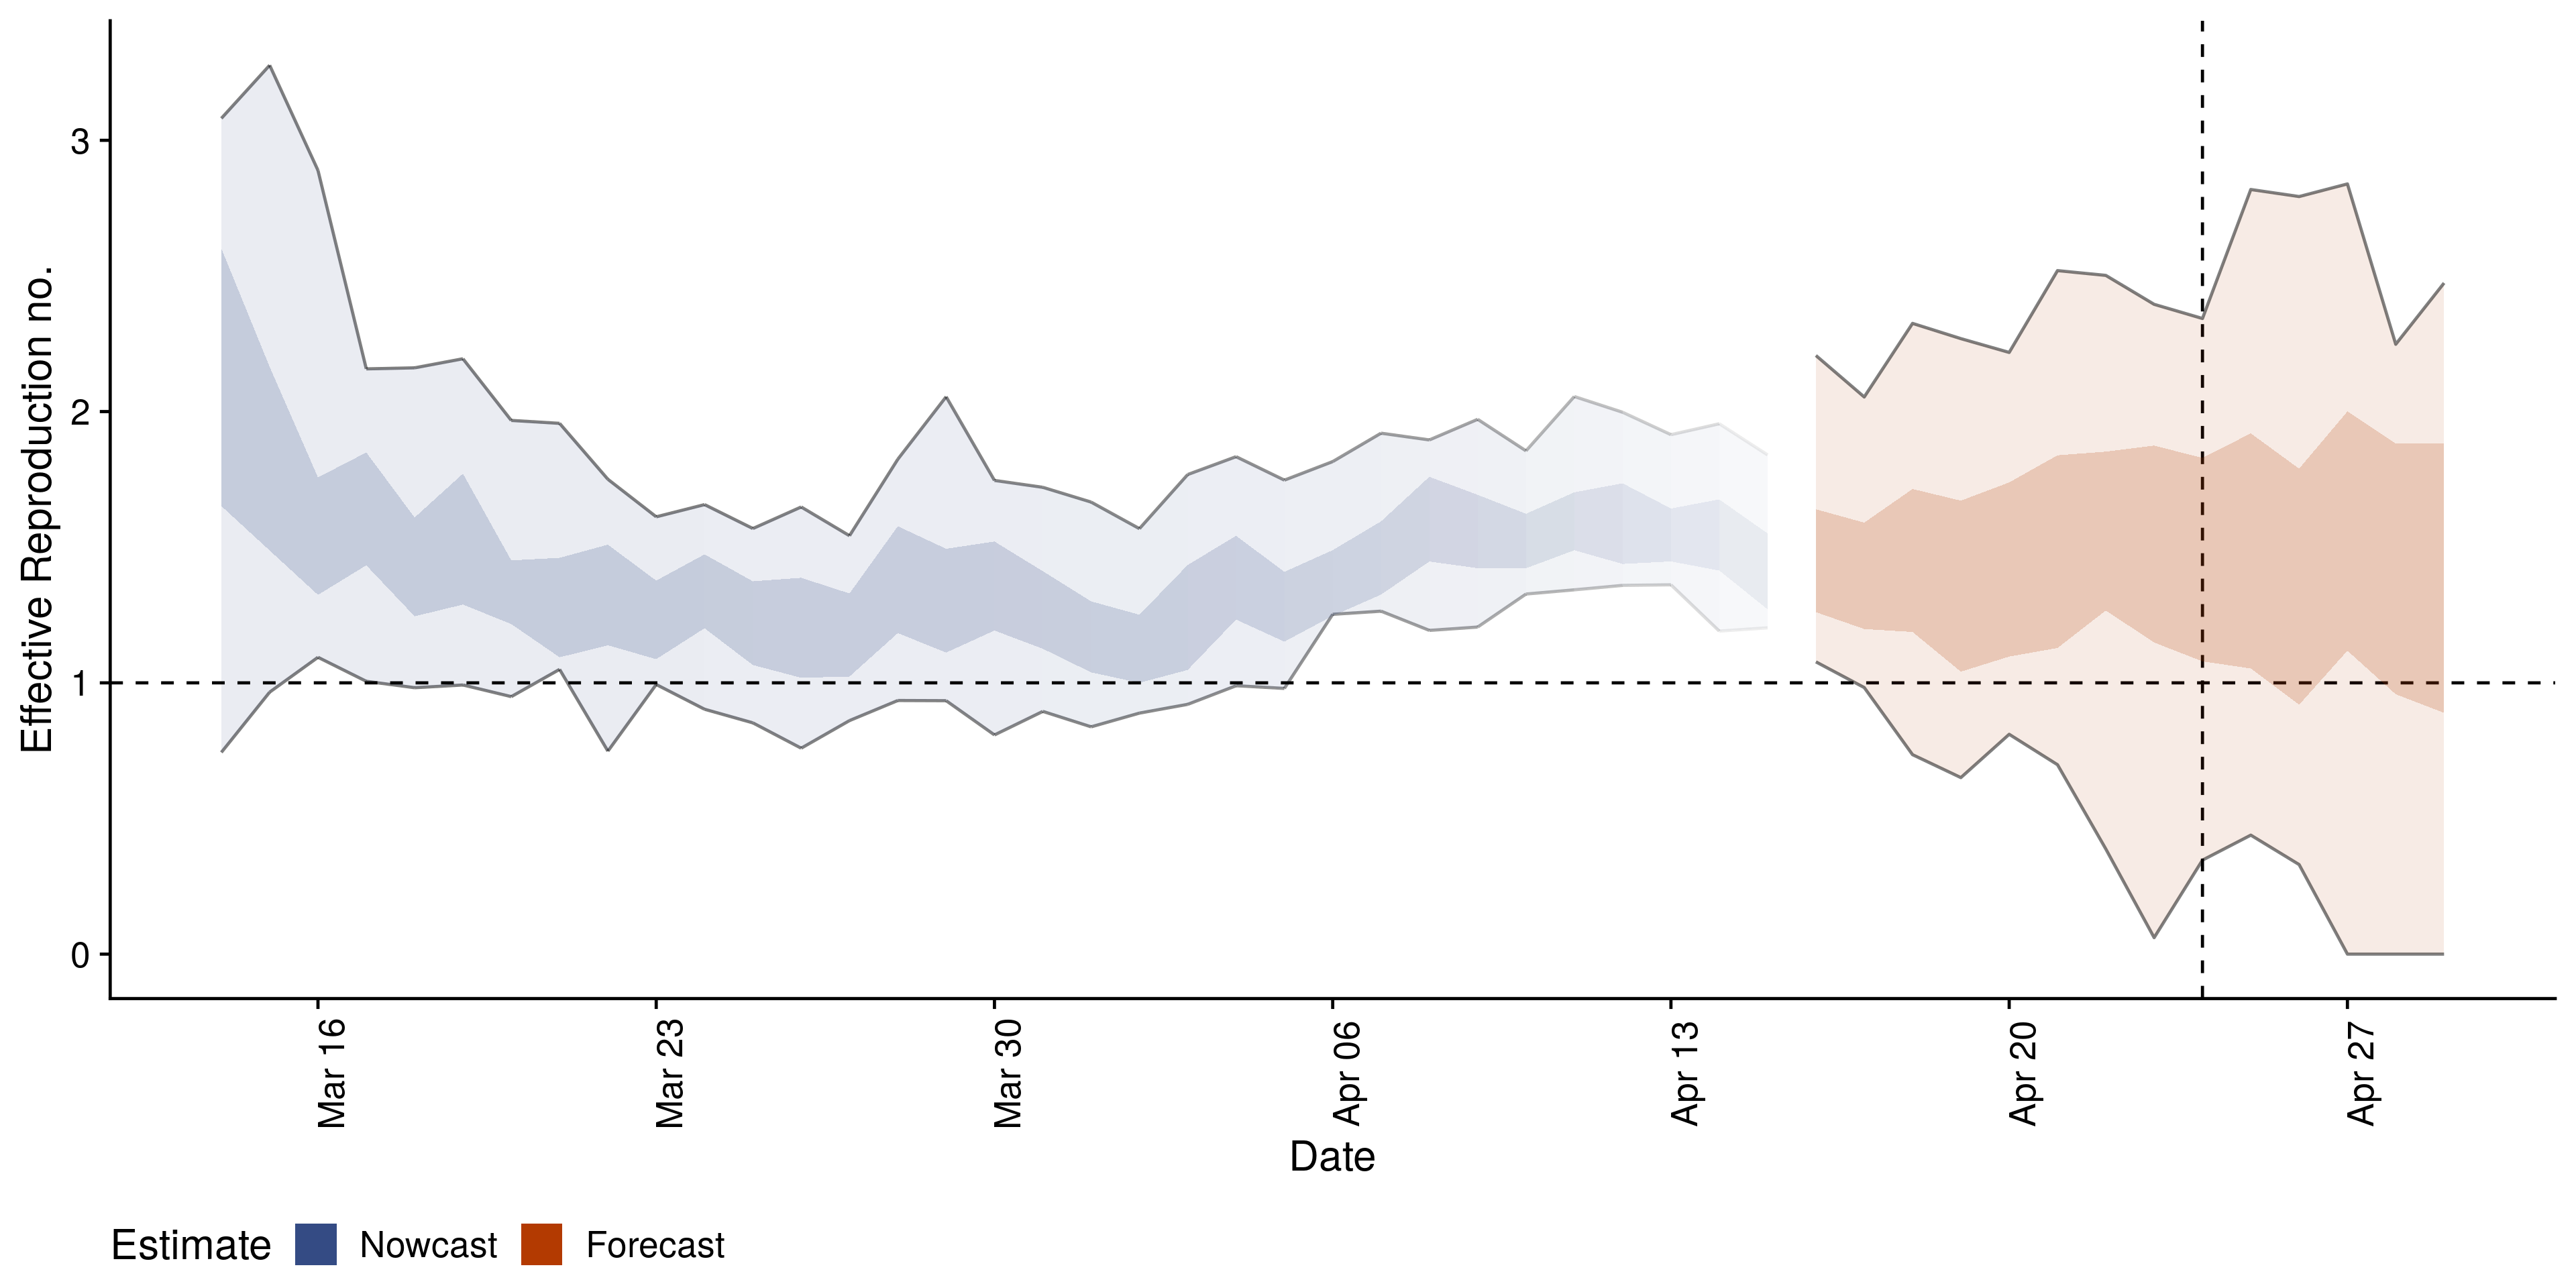 Effective Reproduction no.
3
2
1
0
Mar 16
Mar 23
Mar 30
Apr 06
Apr 13
Apr 20
Apr 27
Date
Estimate Nowcast Forecast